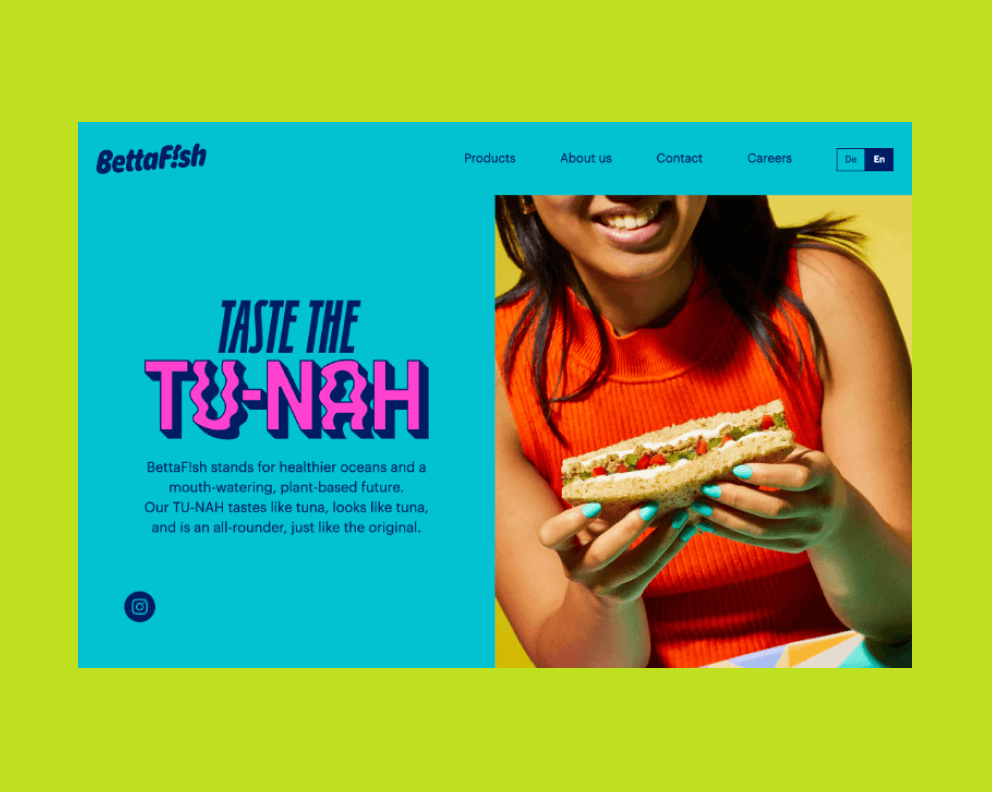 BettaF!sh
Products
About us
Contact
Careers
De
En
TASTE THE
TU-NAH
BettaF!sh stands for healthier oceans and a
mouth-watering, plant-based future.
Our TU-NAH tastes like tuna, looks like tuna,
and is an all-rounder, just like the original.